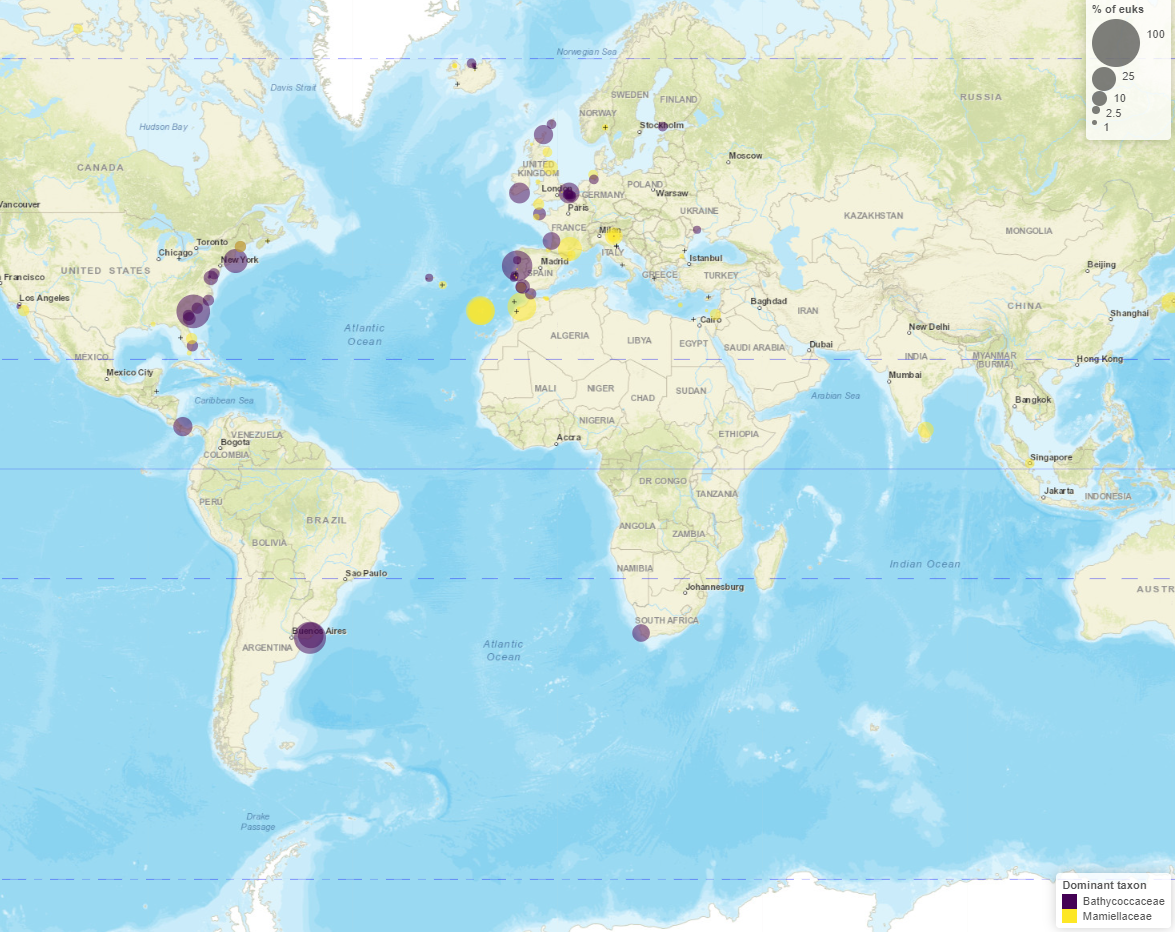 % of euks
100
25
10
2.5
1
Norwegian Sea
Davis Strait
Hudson Bay
SWEDEN
FINLAND
NORWAY
Stockholm
RUSSIA
CANADA
Moscow
UNITED
KINGDOM
London
POLAND
Warsaw
GERMANY
Paris
UKRAINE
KAZAKHSTAN
MONGOLIA
Vancouver
FRANCE
Milan
Toronto
Chicago
New York
ITALY
Istanbul
Madrid
SPAIN
GREECE
TURKEY
Beijing
UNITED STATES
Francisco
Los Angeles
Baghdad
IRAN
CHINA
Shanghai
Atlantic
Ocean
Cairo
New Delhi
ALGERIA
LIBYA
EGYPT
SAUDI ARABIA
Dubai
MÉXICO
Mexico City
INDIA
Mumbai
MYANMAR
(BURMA)
Hong Kong
MALI
NIGER
CHAD
SUDAN
Arabian Sea
Caribbean Sea
Bangkok
NIGERIA
Accra
ETHIOPIA
VENEZUELA
Bogota
COLOMBIA
Singapore
DR CONGO
TANZANIA
Jakarta
INDONESIA
PERU
BRAZIL
ANGOLA
ZAMBIA
BOLIVIA
NAMIBIA
Indian Ocean
Sao Paulo
Johannesburg
AUSTR
SOUTH AFRICA
Buenos Aires
ARGENTINA
Atlantic
Ocean
Drake
Passage
Dominant taxon
Bathycoccaceae
Mamiellaceae